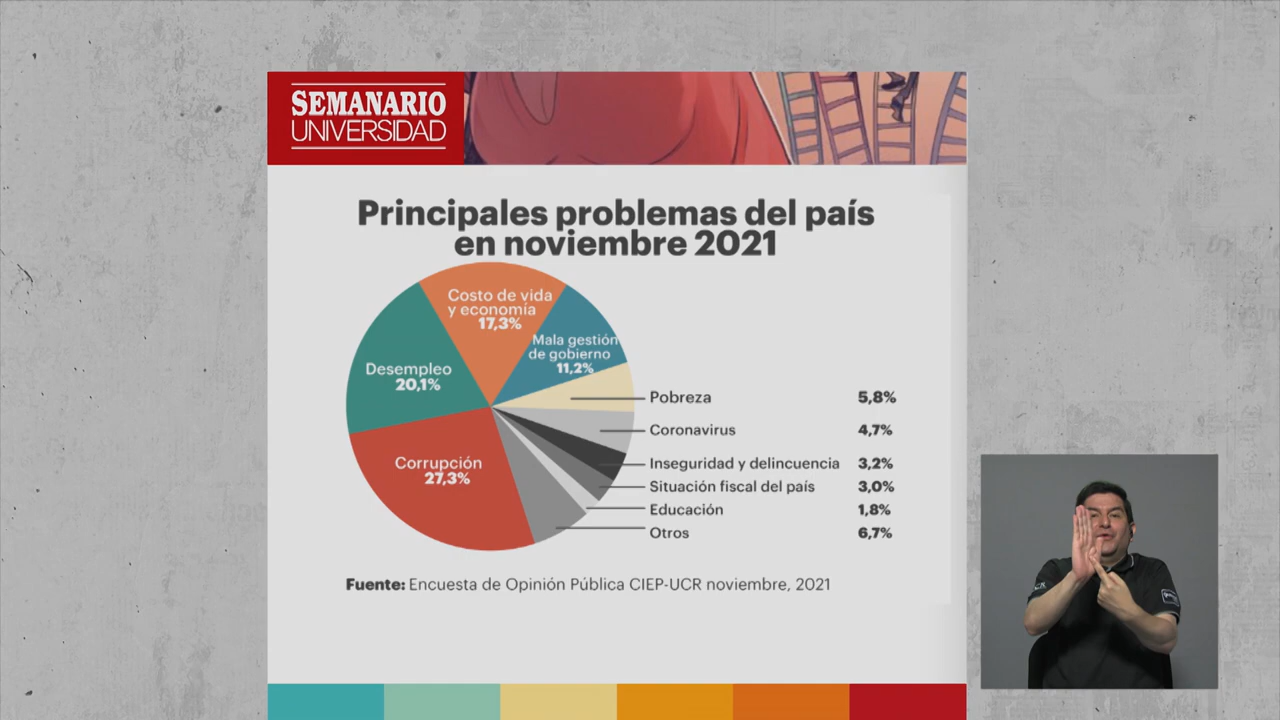 SEMANARIO
UNIVERSIDAD
Principales problemas del país
en noviembre 2021
Costo de vida
y economía
17,3%
Mala gestión
de gobierno
11,2%
Desempleo
20,1%
Corrupción
27,3%
Pobreza 5,8%
Coronavirus 4,7%
Inseguridad y delincuencia 3,2%
Situación fiscal del país 3,0%
Educación 1,8%
Otros 6,7%
Fuente: Encuesta de Opinión Pública CIEP-UCR noviembre, 2021